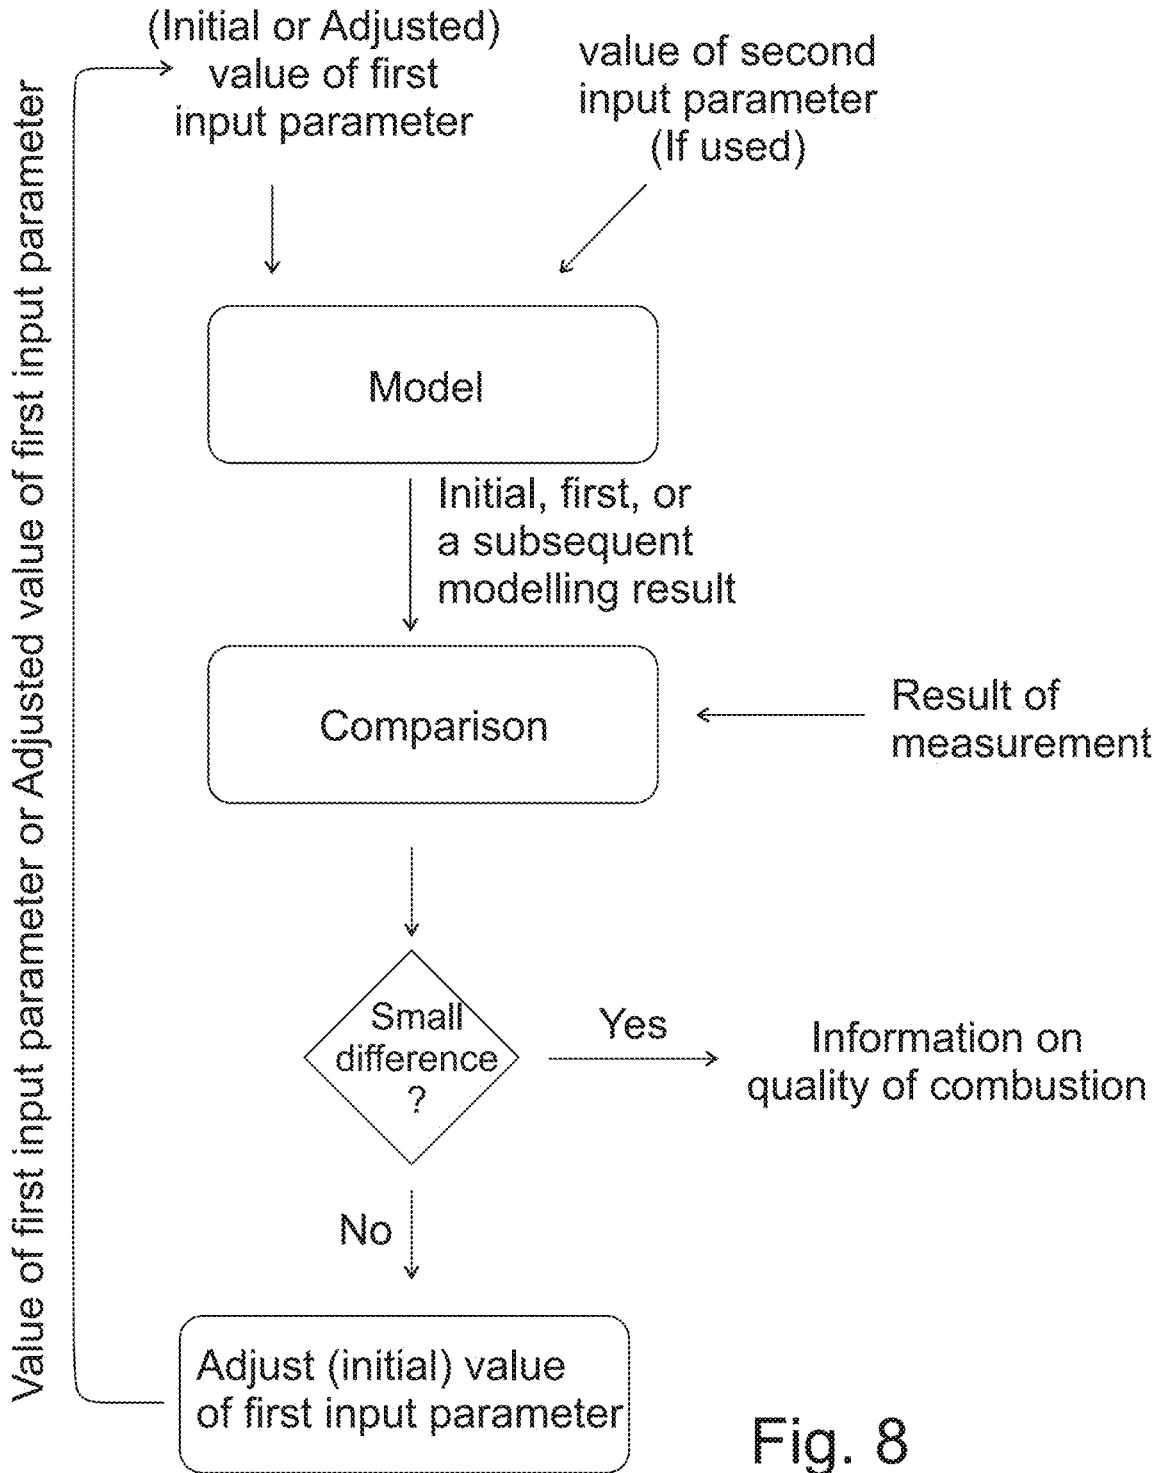 (Initial or Adjusted)
value of first
input parameter
value of second
input parameter
(If used)
Value of first input parameter or Adjusted value of first input parameter
Model
Initial, first, or
a subsequent
modelling result
Comparison
Result of
measurement
Small
difference
?
Yes
Information on
quality of combustion
No
Adjust (initial) value
of first input parameter
Fig. 8